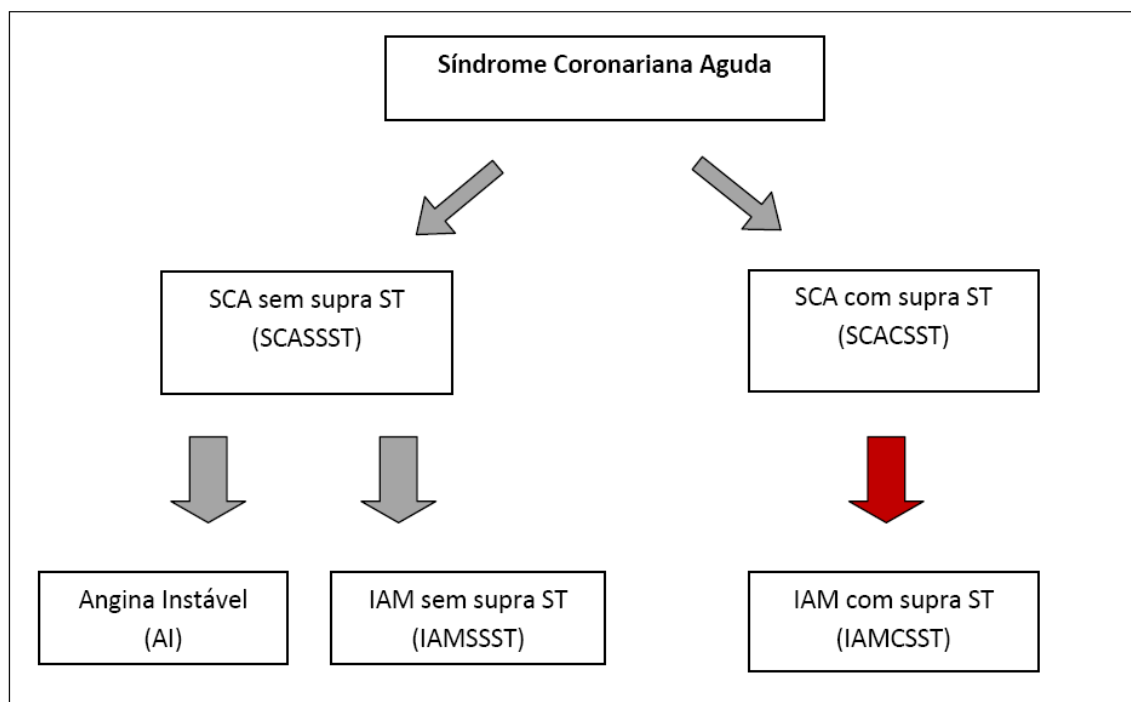 Síndrome Coronariana Aguda
SCA sem supra ST
(SCASSST)
SCA com supra ST
(SCACSST)
Angina Instável
(AI)
IAM sem supra ST
(IAMSSST)
IAM com supra ST
(IAMCSST)